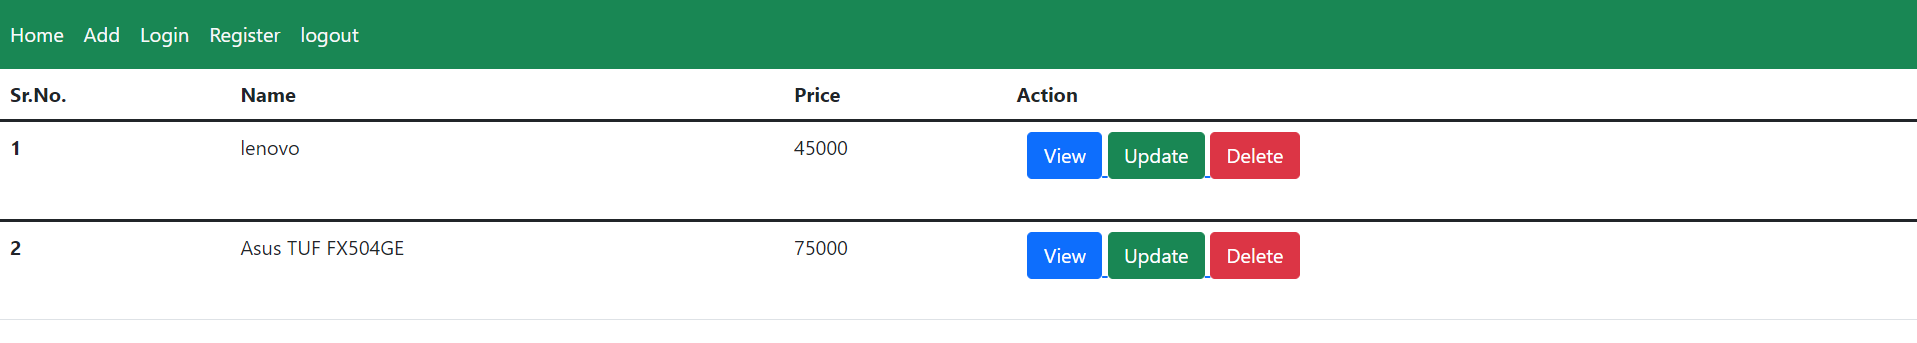 Home Add Login Register logout
Sr.No. Name Price Action
1 lenovo 45000 View Update Delete
2 Asus TUF FX504GE 75000 View Update Delete